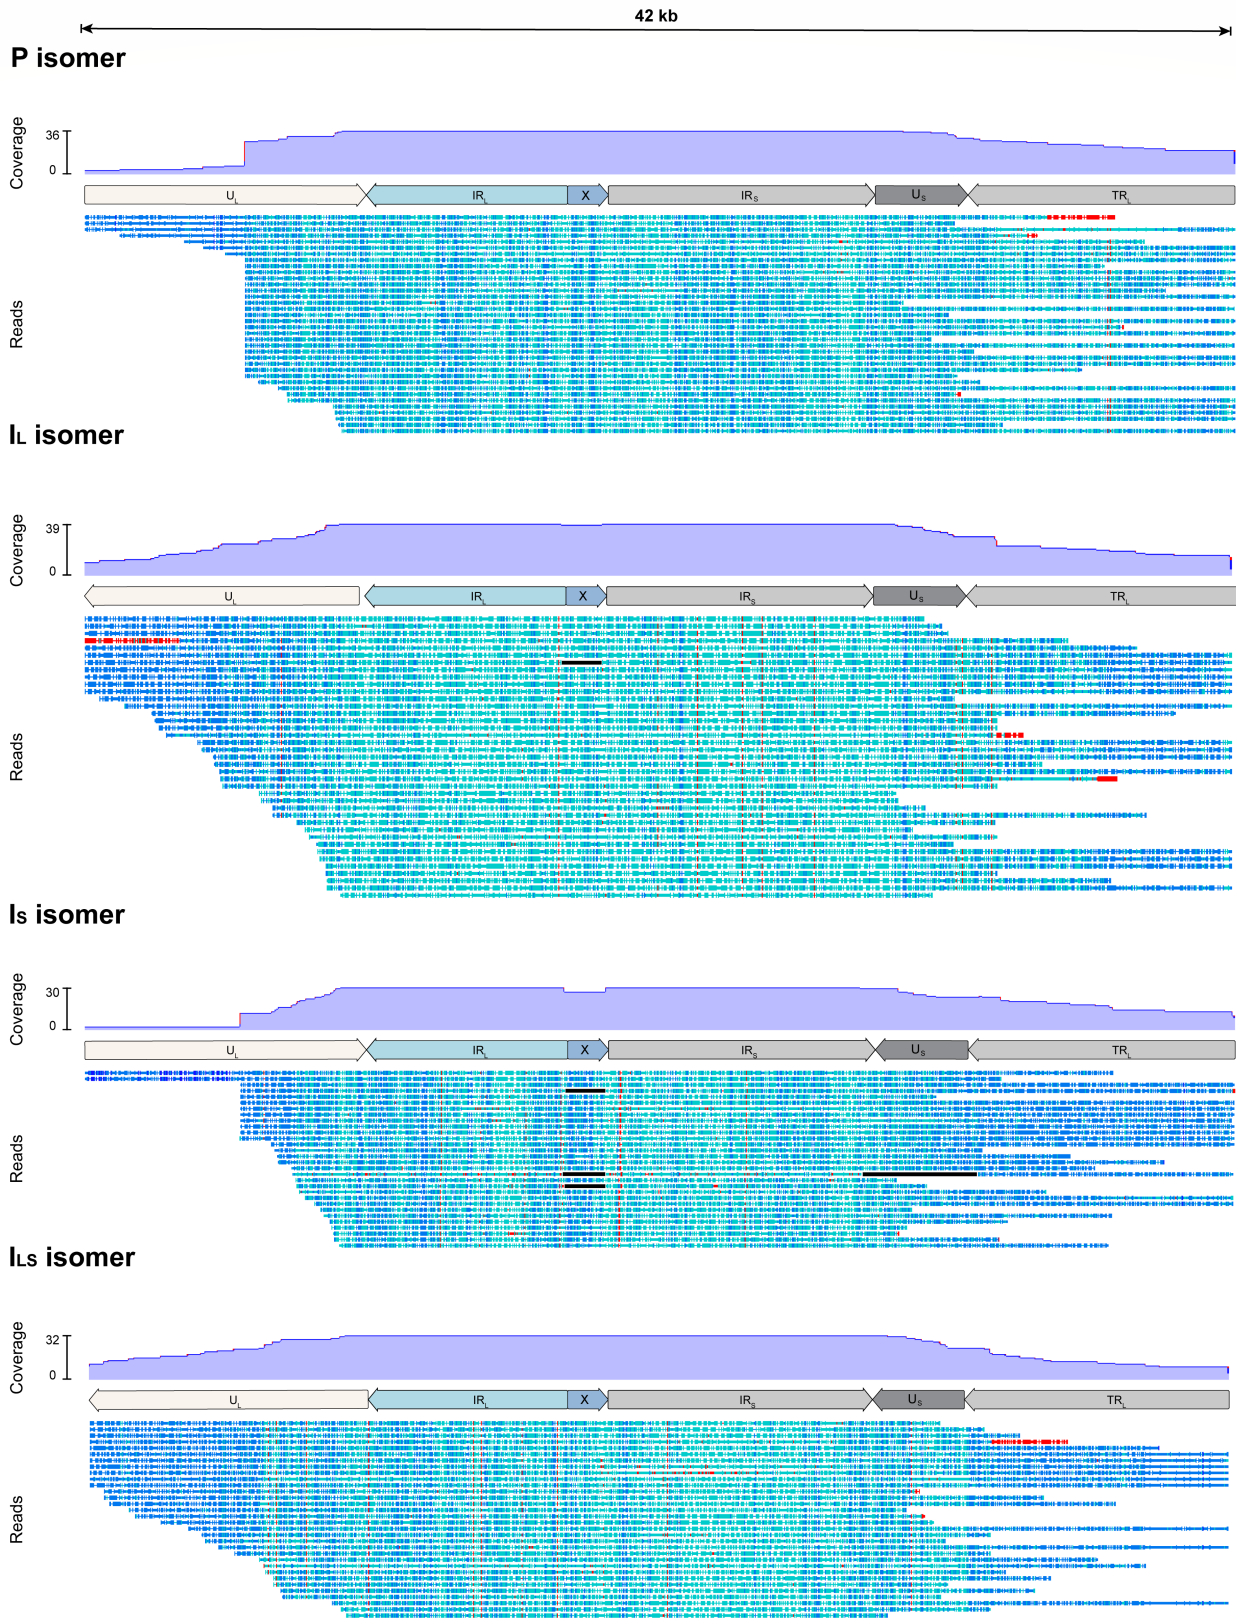 42 kb
P isomer
Coverage
36
0
UL IRL X IRS US TRL
Reads
IL isomer
Coverage
39
0
UL IRL X IRS US TRL
Reads
IS isomer
Coverage
30
0
UL IRL X IRS US TRL
Reads
ILS isomer
Coverage
32
0
UL IRL X IRS US TRL
Reads